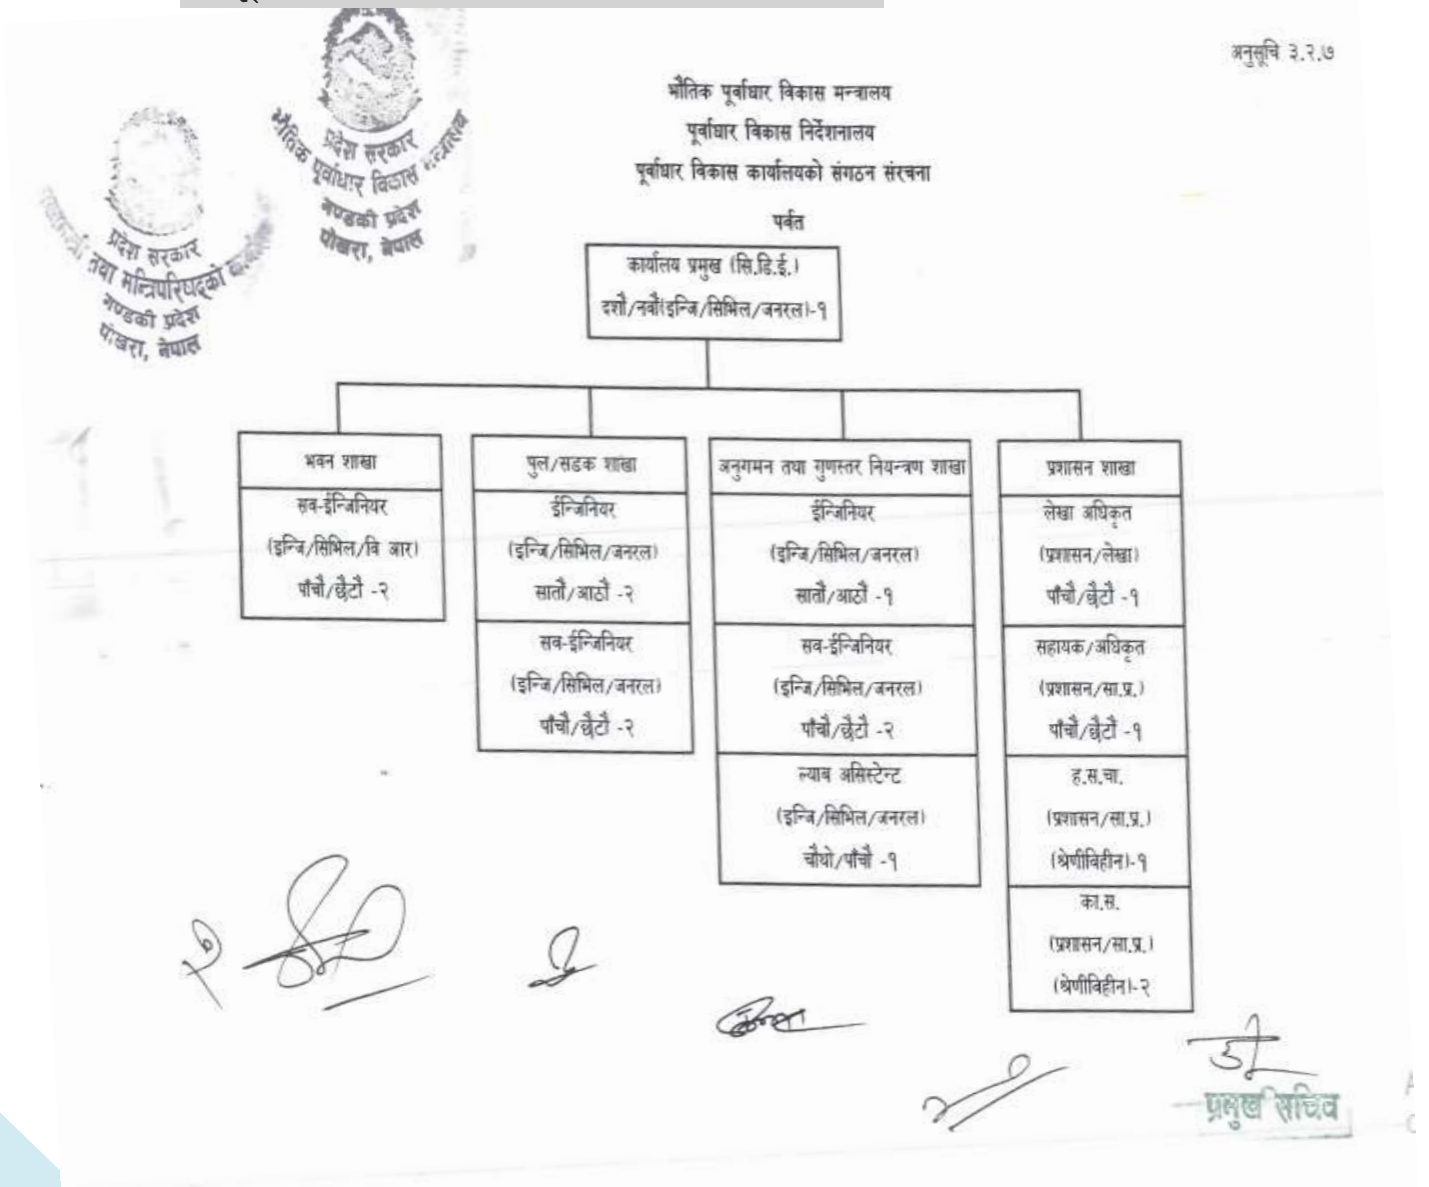 अनुसूचि ३.२.७
भौतिक पूर्वाधार विकास मन्त्रालय
पूर्वाधार विकास निर्देशनालय
पूर्वाधार विकास कार्यालयको संगठन संरचना
पर्वत
प्रदेश सरकार
भौतिक पूर्वाधार विकास मन्त्रालय
गण्डकी प्रदेश
पोखरा, नेपाल
प्रदेश सरकार
तथा मन्त्रिपरिषद्को
गण्डकी प्रदेश
पोखरा, नेपाल
कार्यालय प्रमुख (सि.डि.ई.)
दशौ/नवौ(इन्जि/सिभिल/जनरल)-१
भवन शाखा
सव-ईन्जिनियर
(इन्जि/सिभिल/वि आर)
पाँचौ/छैटौ -२
पुल/सडक शाखा
ईन्जिनियर
(इन्जि/सिभिल/जनरल)
सातौ/आठौ -२
सव-ईन्जिनियर
(इन्जि/सिभिल/जनरल)
पाँचौ/छैटौ -२
अनुगमन तथा गुणस्तर नियन्त्रण शाखा
ईन्जिनियर
(इन्जि/सिभिल/जनरल)
सातौ/आठौ -१
सव-ईन्जिनियर
(इन्जि/सिभिल/जनरल)
पाँचौ/छैटौ -२
ल्याव असिस्टेन्ट
(इन्जि/सिभिल/जनरल)
चौथो/पाँचौ -१
प्रशासन शाखा
लेखा अधिकृत
(प्रशासन/लेखा)
पाँचौ/छैटौ -१
सहायक/अधिकृत
(प्रशासन/सा.प्र.)
पाँचौ/छैटौ -१
ह.स.चा.
(प्रशासन/सा.प्र.)
(श्रेणीविहीन)-१
का.स.
(प्रशासन/सा.प्र.)
(श्रेणीविहीन)-२
प्रमुख सचिव